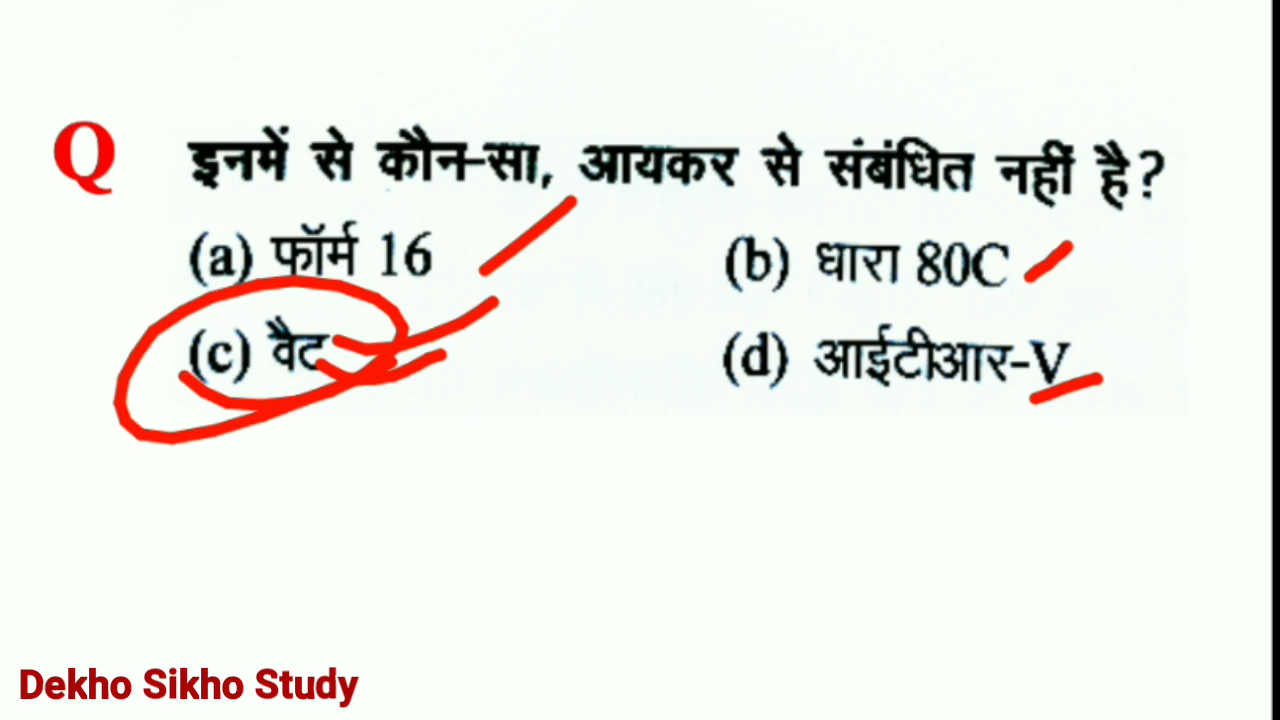 Q इनमें से कौन-सा, आयकर से संबंधित नहीं है?
(a) फॉर्म 16 (b) धारा 80C
(c) वैट (d) आईटीआर-V
Dekho Sikho Study